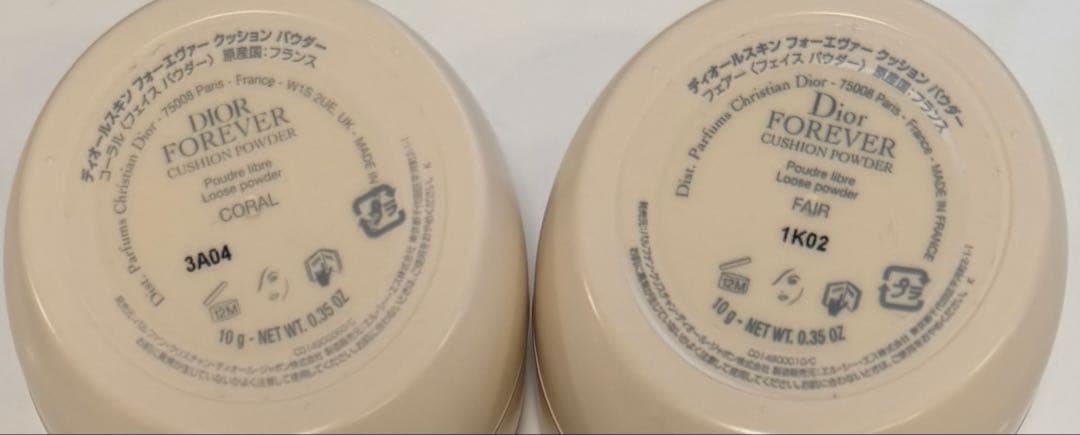 ディオールスキン フォーエヴァー クッション パウダー
コーラル〈フェイス パウダー〉 原産国:フランス
Dist. Parfums Christian Dior - 75008 Paris - France - W1S 2UE, UK - MADE IN
DIOR
FOREVER
CUSHION POWDER
Poudre libre
Loose powder
CORAL
3A04
プラ
12M
10 g - NET WT. 0.35 OZ
ディオールスキン フォーエヴァー クッション パウダー
フェアー〈フェイス パウダー〉 原産国:フランス
Dist. Parfums Christian Dior - 75008 Paris - France - MADE IN FRANCE
Dior
FOREVER
CUSHION POWDER
Poudre libre
Loose powder
FAIR
1K02
プラ
12M
10 g - NET WT. 0.35 OZ